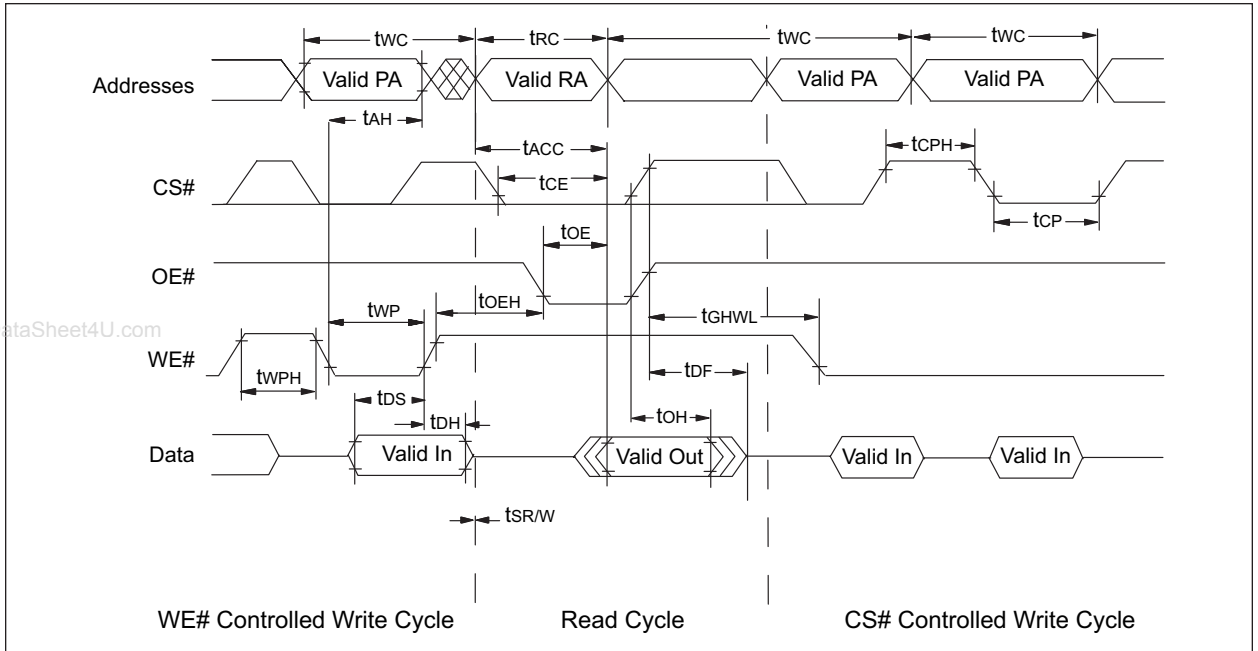 tWC tRC tWC tWC
Addresses Valid PA Valid RA Valid PA Valid PA
tAH
tACC tCPH
CS# tCE
tCP
tOE
OE#
tWP tOEH tGHWL
ataSheet4U.com
WE#
tWPH tDF
tDS
tDH tOH
Data Valid In Valid Out Valid In Valid In
tSR/W
WE# Controlled Write Cycle Read Cycle CS# Controlled Write Cycle